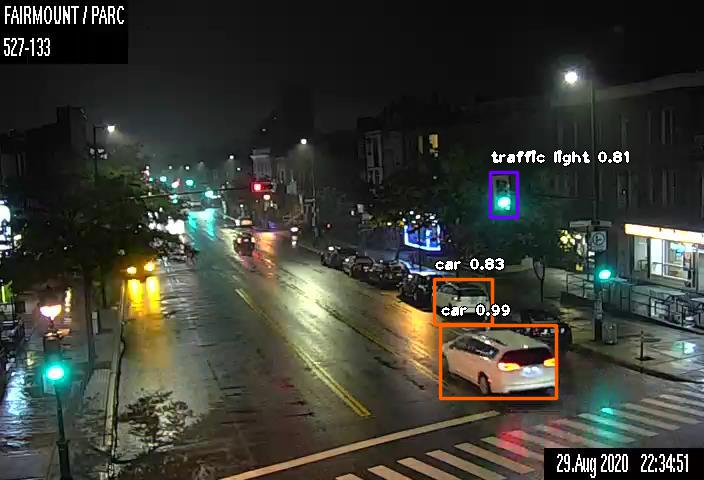 FAIRMOUNT / PARC
527-133
traffic light 0.81
car 0.83
car 0.99
29.Aug 2020 22:34:51